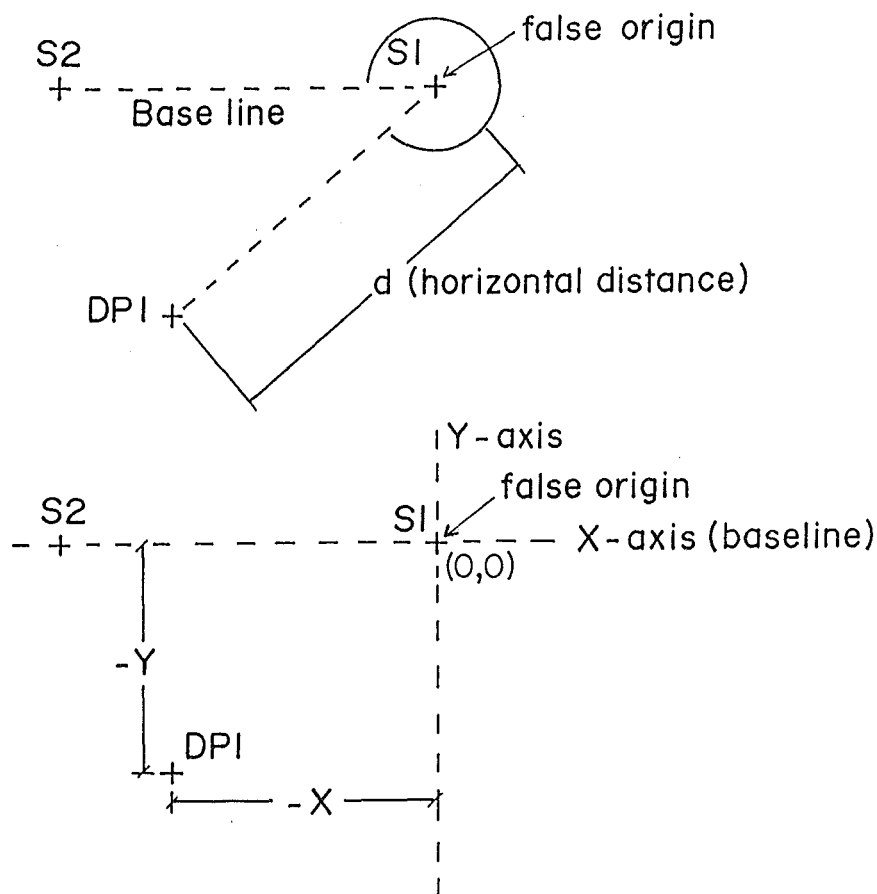 false origin
S2
S1
Base line
d (horizontal distance)
DP1
Y-axis
false origin
S2
S1
X-axis (baseline)
(0,0)
-Y
DP1
-X